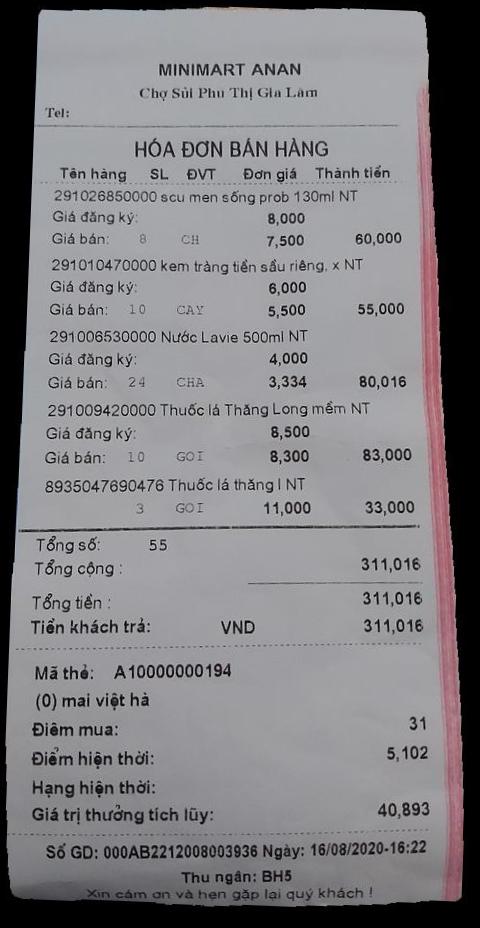 MINIMART ANAN
Chợ Sủi Phú Thị Gia Lâm
Tel:
HÓA ĐƠN BÁN HÀNG
Tên hàng SL ĐVT Đơn giá Thành tiền
291026850000 scu men sống prob 130ml NT
Giá đăng ký: 8,000
Giá bán: 8 CH 7,500 60,000
291010470000 kem tràng tiền sầu riêng, x NT
Giá đăng ký: 6,000
Giá bán: 10 CAY 5,500 55,000
291006530000 Nước Lavie 500ml NT
Giá đăng ký: 4,000
Giá bán: 24 CHA 3,334 80,016
291009420000 Thuốc lá Thăng Long mềm NT
Giá đăng ký: 8,500
Giá bán: 10 GOI 8,300 83,000
8935047690476 Thuốc lá thăng l NT
3 GOI 11,000 33,000
Tổng số: 55
Tổng cộng : 311,016
Tổng tiền : 311,016
Tiền khách trả: VND 311,016
Mã thẻ: A10000000194
(0) mai việt hà
Điểm mua: 31
Điểm hiện thời: 5,102
Hạng hiện thời:
Giá trị thưởng tích lũy: 40,893
Số GD: 000AB2212008003936 Ngày: 16/08/2020-16:22
Thu ngân: BH5
Xin cảm ơn và hẹn gặp lại quý khách !